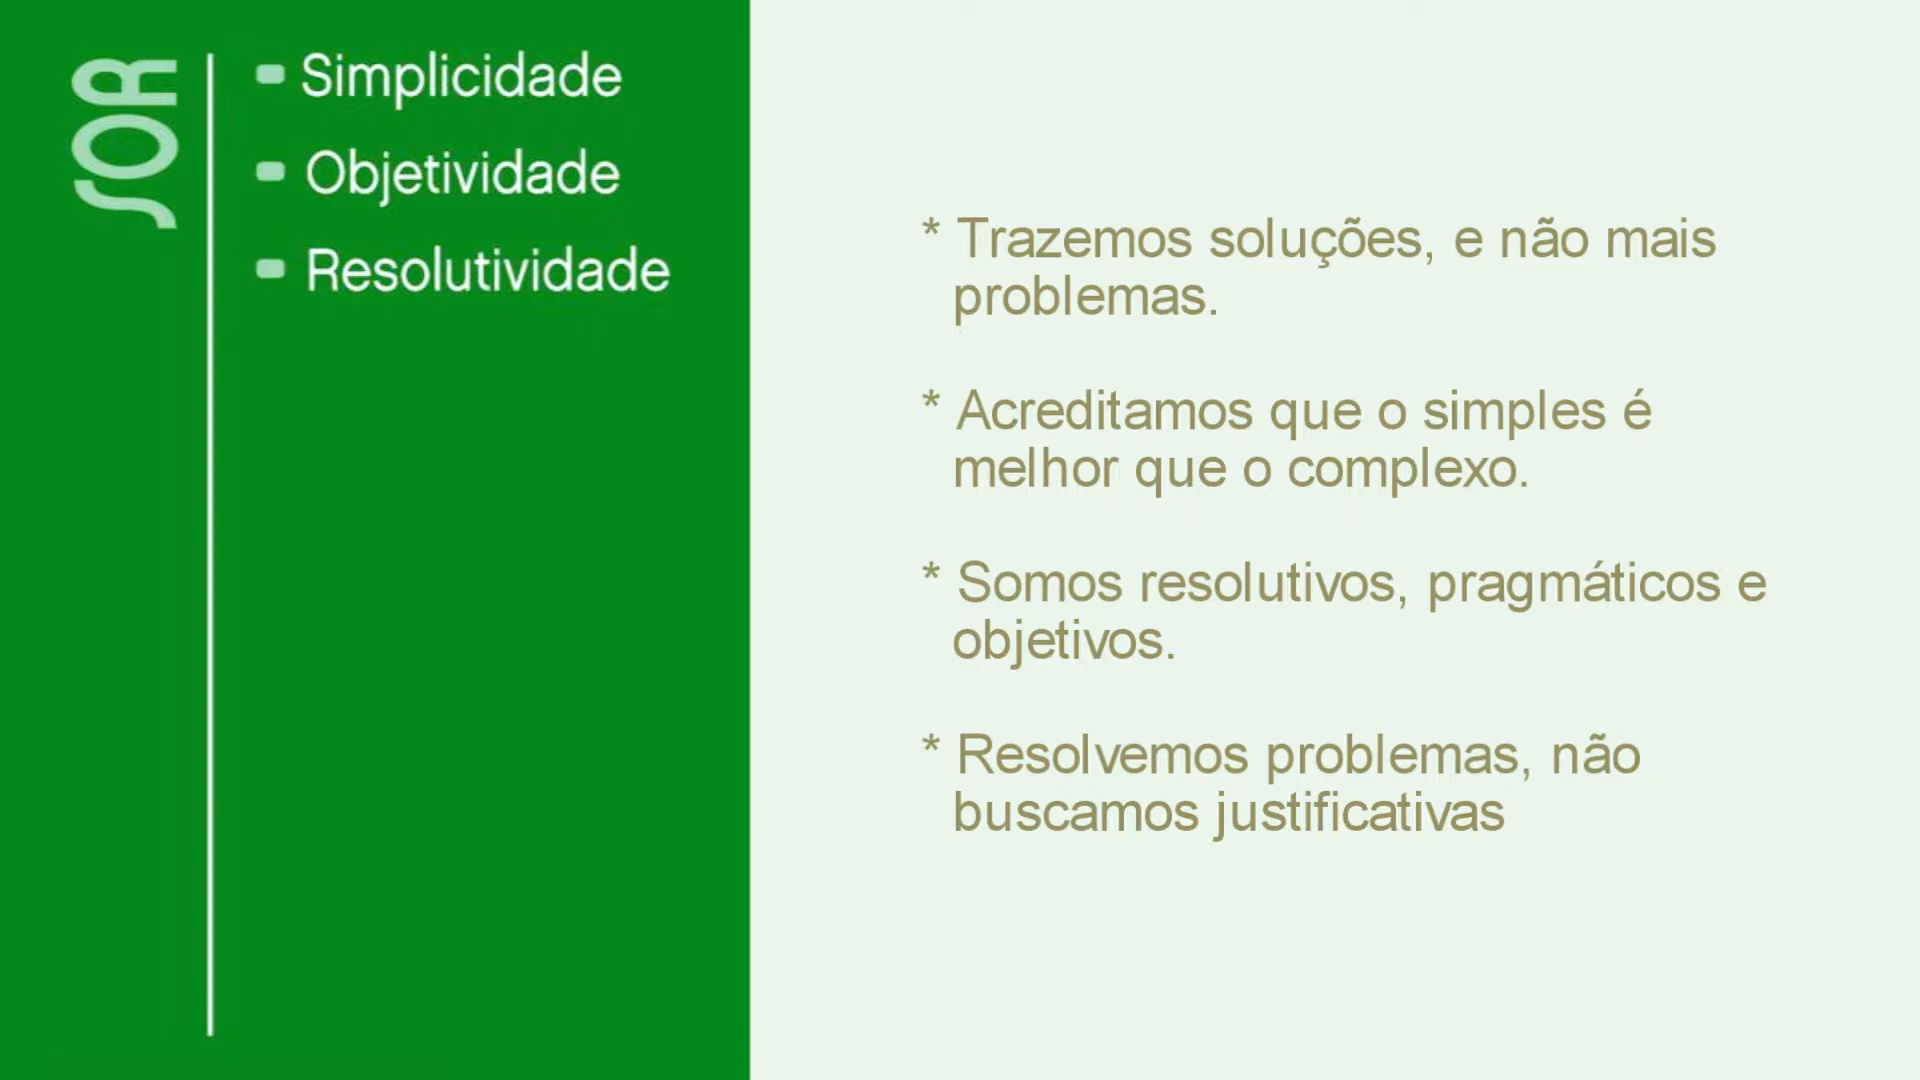 SOR
Simplicidade
Objetividade
Resolutividade
* Trazemos soluções, e não mais
problemas.
* Acreditamos que o simples é
melhor que o complexo.
* Somos resolutivos, pragmáticos e
objetivos.
* Resolvemos problemas, não
buscamos justificativas